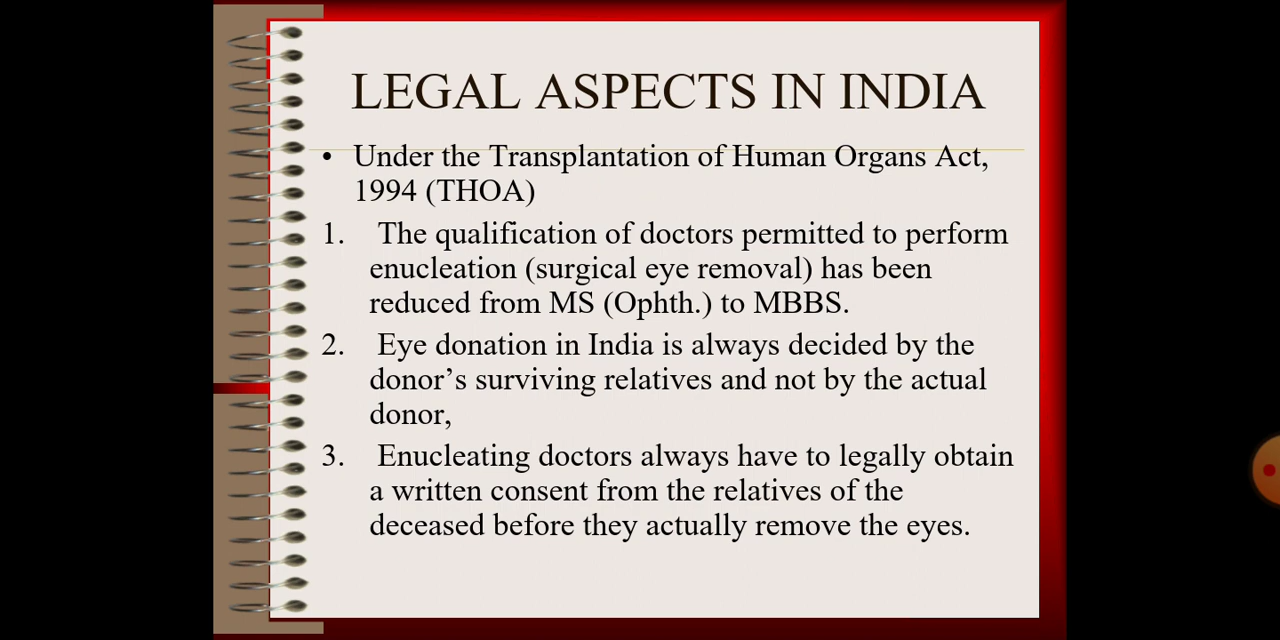 LEGAL ASPECTS IN INDIA
• Under the Transplantation of Human Organs Act,
1994 (THOA)
1. The qualification of doctors permitted to perform
enucleation (surgical eye removal) has been
reduced from MS (Ophth.) to MBBS.
2. Eye donation in India is always decided by the
donor’s surviving relatives and not by the actual
donor,
3. Enucleating doctors always have to legally obtain
a written consent from the relatives of the
deceased before they actually remove the eyes.